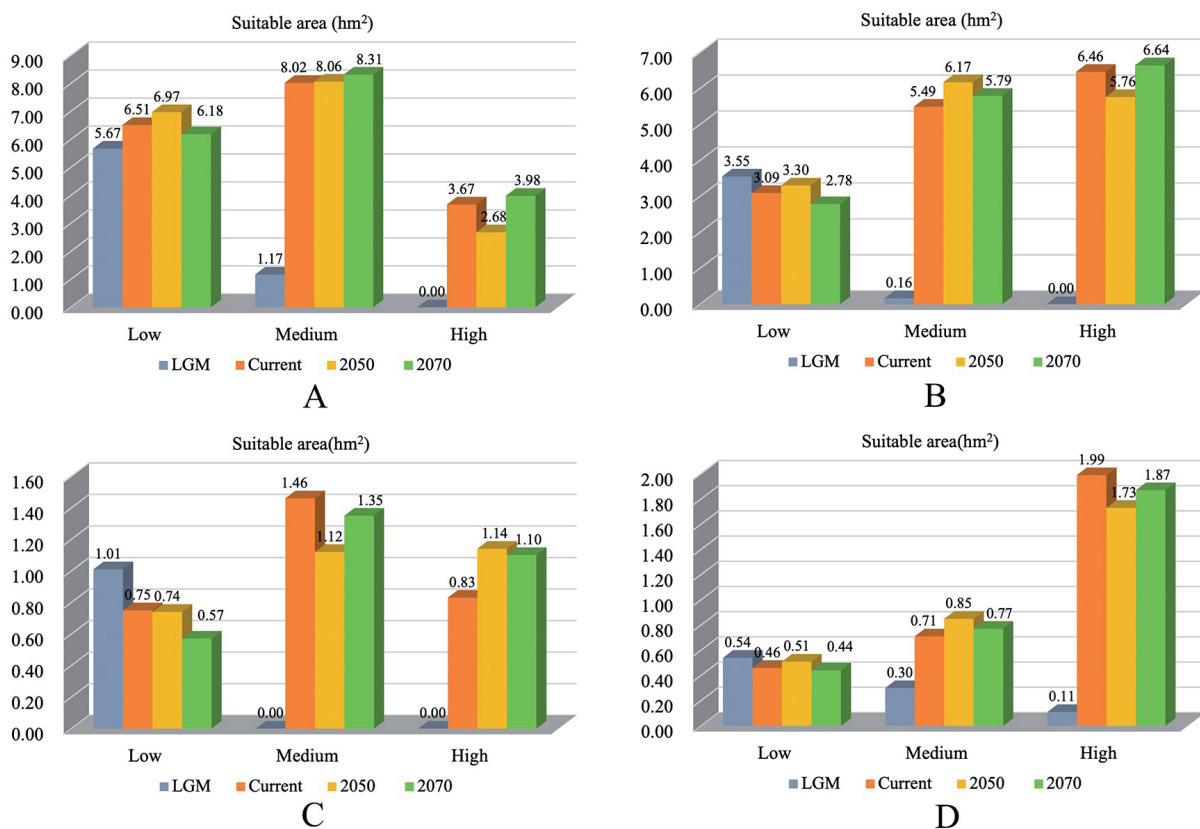 Suitable area (hm²)
9.00
8.00
7.00
6.00
5.00
4.00
3.00
2.00
1.00
0.00
5.67 6.51 6.97 6.18
1.17 8.02 8.06 8.31
0.00 3.67 2.68 3.98
Low Medium High
LGM Current 2050 2070
A
Suitable area (hm²)
7.00
6.00
5.00
4.00
3.00
2.00
1.00
0.00
3.55 3.09 3.30 2.78
0.16 5.49 6.17 5.79
0.00 6.46 5.76 6.64
Low Medium High
LGM Current 2050 2070
B
Suitable area(hm²)
1.60
1.40
1.20
1.00
0.80
0.60
0.40
0.20
0.00
1.01 0.75 0.74 0.57
0.00 1.46 1.12 1.35
0.00 0.83 1.14 1.10
Low Medium High
LGM Current 2050 2070
C
Suitable area(hm²)
2.00
1.80
1.60
1.40
1.20
1.00
0.80
0.60
0.40
0.20
0.00
0.54 0.46 0.51 0.44
0.30 0.71 0.85 0.77
0.11 1.99 1.73 1.87
Low Medium High
LGM Current 2050 2070
D